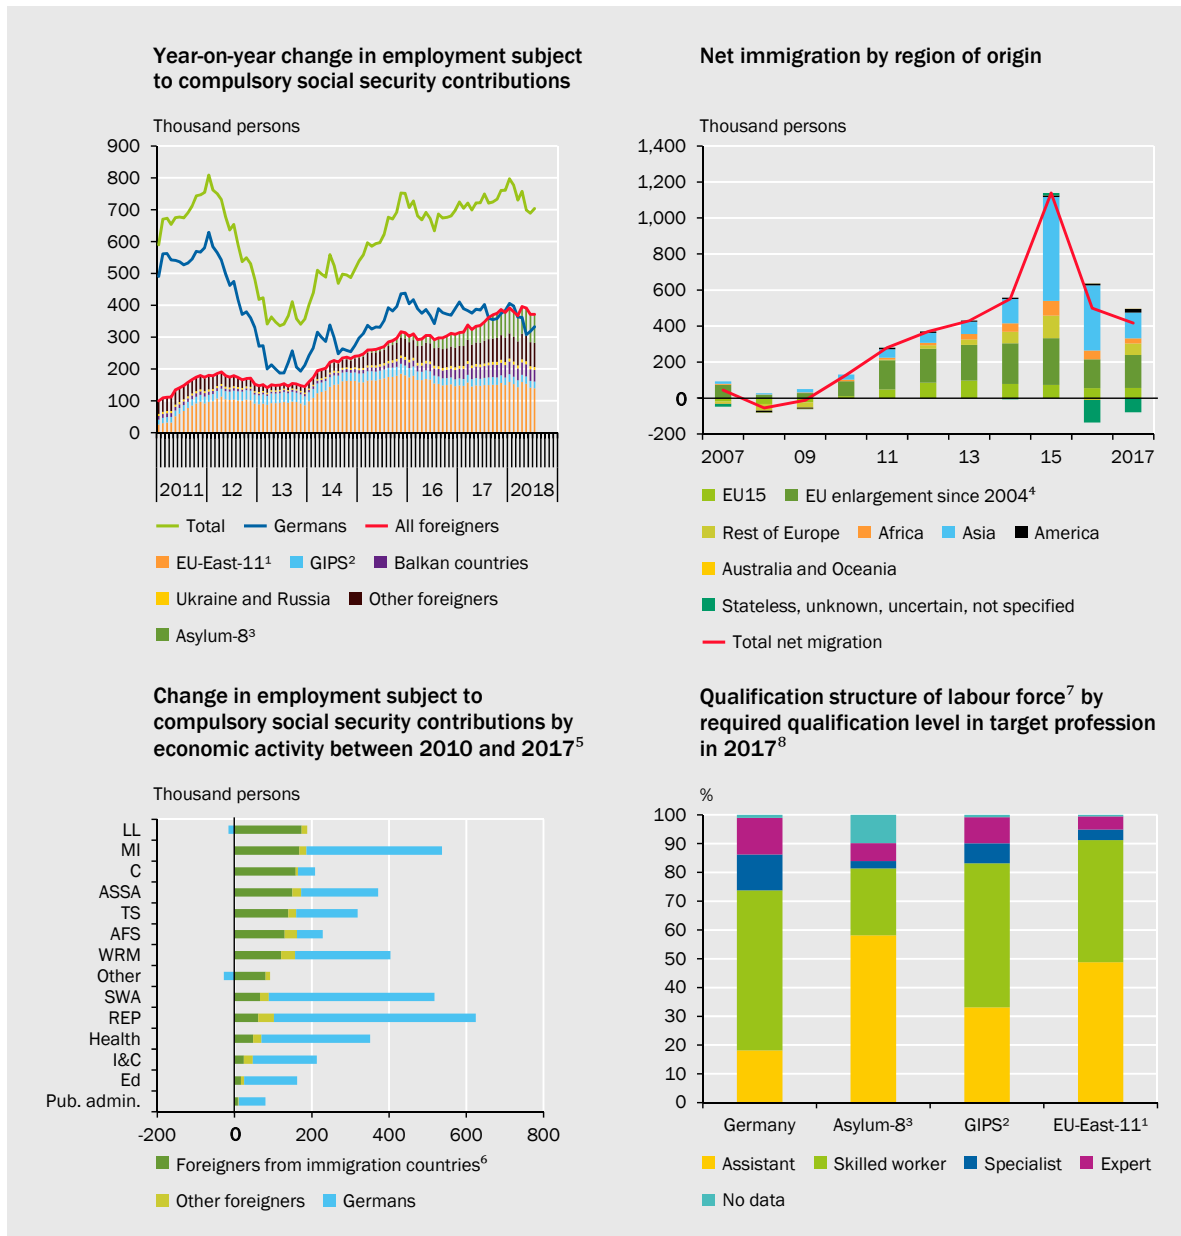 Year-on-year change in employment subject
to compulsory social security contributions
Thousand persons
900
800
700
600
500
400
300
200
100
0
2011 12 13 14 15 16 17 2018
Total Germans All foreigners
EU-East-11¹ GIPS² Balkan countries
Ukraine and Russia Other foreigners
Asylum-8³
Net immigration by region of origin
Thousand persons
1,400
1,200
1,000
800
600
400
200
0
-200
2007 09 11 13 15 2017
EU15 EU enlargement since 2004⁴
Rest of Europe Africa Asia America
Australia and Oceania
Stateless, unknown, uncertain, not specified
Total net migration
Change in employment subject to
compulsory social security contributions by
economic activity between 2010 and 2017⁵
Thousand persons
LL
MI
C
ASSA
TS
AFS
WRM
Other
SWA
REP
Health
I&C
Ed
Pub. admin.
-200 0 200 400 600 800
Foreigners from immigration countries⁶
Other foreigners Germans
Qualification structure of labour force⁷ by
required qualification level in target profession
in 2017⁸
%
100
90
80
70
60
50
40
30
20
10
0
Germany Asylum-8³ GIPS² EU-East-11¹
Assistant Skilled worker Specialist Expert
No data